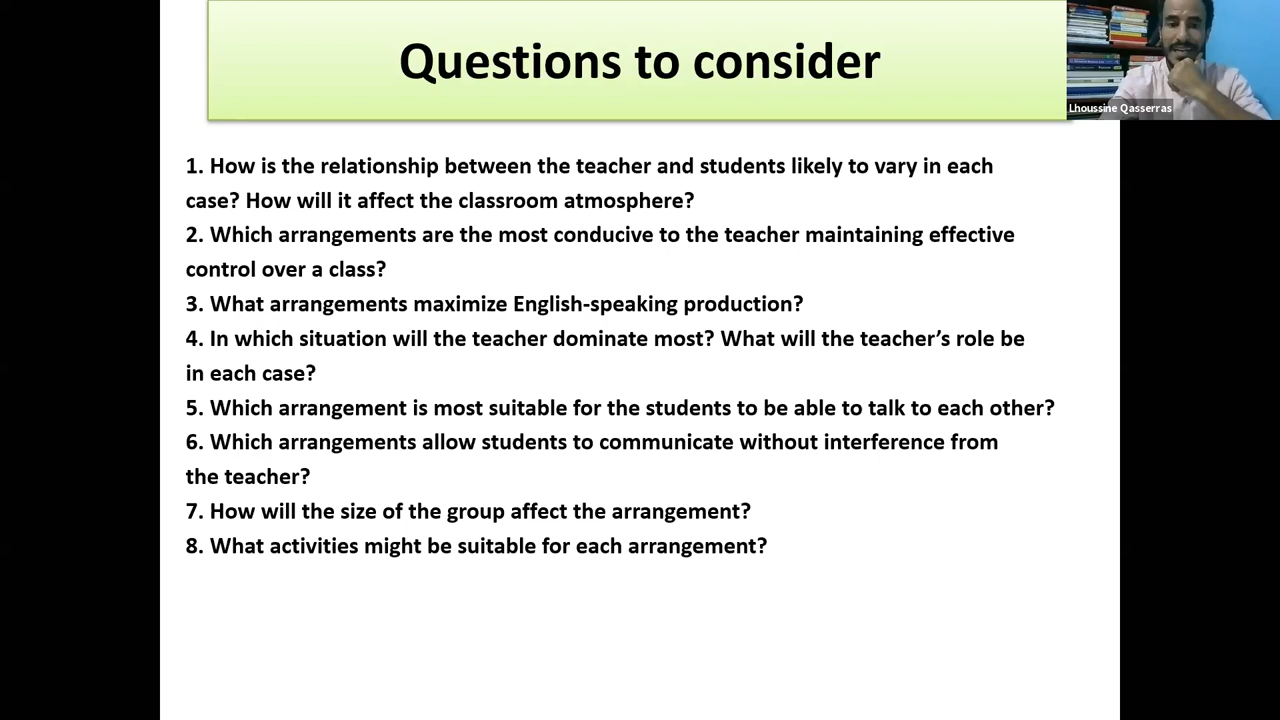 Questions to consider
Lhoussine Qasserras
1. How is the relationship between the teacher and students likely to vary in each
case? How will it affect the classroom atmosphere?
2. Which arrangements are the most conducive to the teacher maintaining effective
control over a class?
3. What arrangements maximize English-speaking production?
4. In which situation will the teacher dominate most? What will the teacher’s role be
in each case?
5. Which arrangement is most suitable for the students to be able to talk to each other?
6. Which arrangements allow students to communicate without interference from
the teacher?
7. How will the size of the group affect the arrangement?
8. What activities might be suitable for each arrangement?